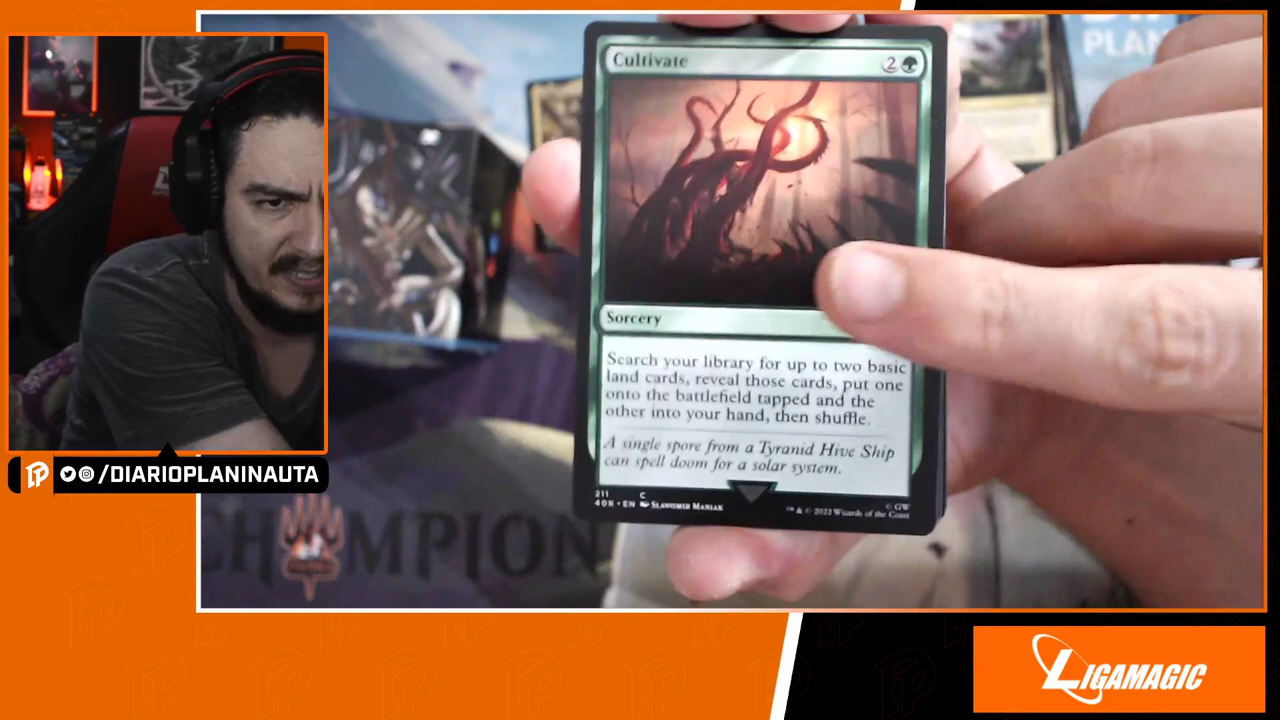 PLAN
Cultivate
2
Sorcery
Search your library for up to two basic
land cards, reveal those cards, put one
onto the battlefield tapped and the
other into your hand, then shuffle.
A single spore from a Tyranid Hive Ship
can spell doom for a solar system.
211 C
40K • EN Slawomir Maniak
© GW
™ & © 2022 Wizards of the Coast
/DIARIOPLANINAUTA
CHAMPION
LIGAMAGIC